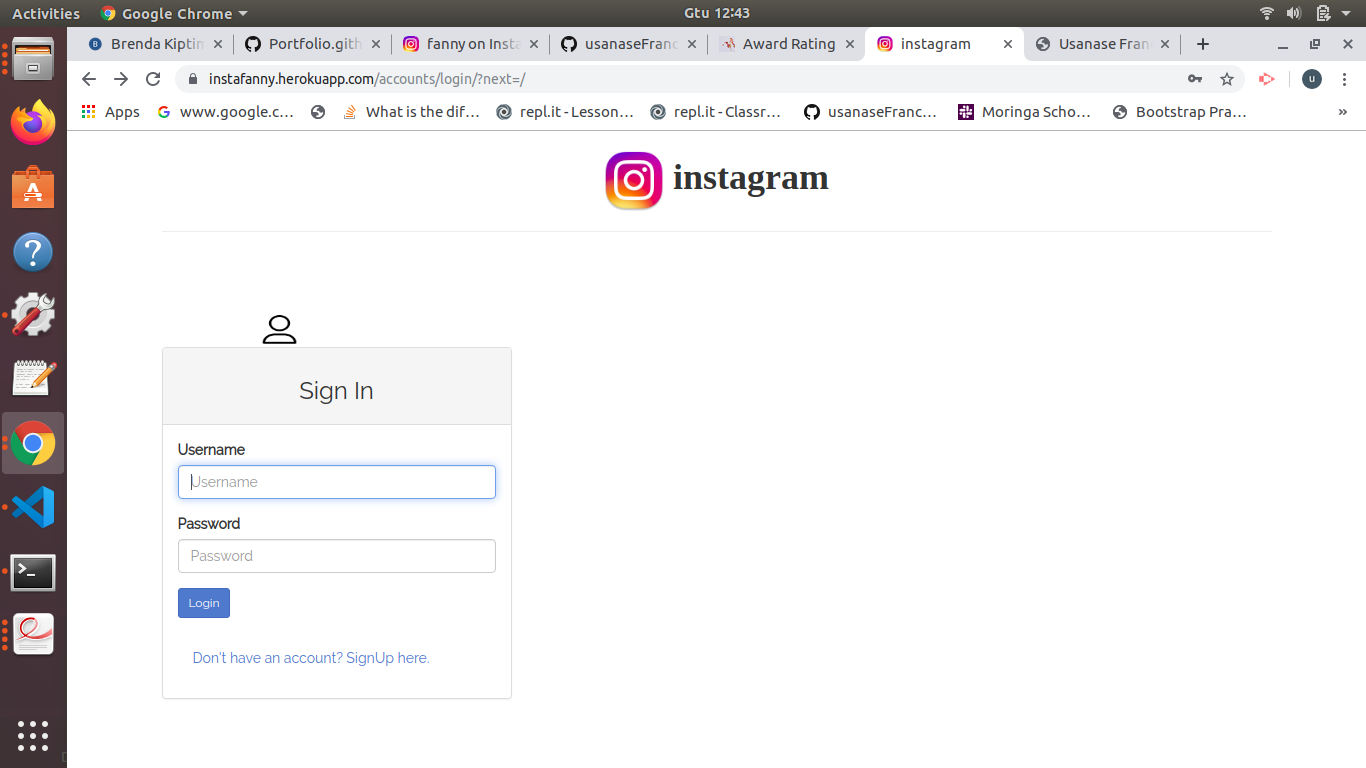 Activities Google Chrome Gtu 12:43
Brenda Kiptim Portfolio.gith fanny on Insta usanaseFranc Award Rating instagram Usanase Fran
instafanny.herokuapp.com/accounts/login/?next=/ u
Apps www.google.c... What is the dif... repl.it - Lesson... repl.it - Classr... usanaseFranc... Moringa Scho... Bootstrap Pra... »
instagram
Sign In
Username
Username
Password
Password
Login
Don't have an account? SignUp here.